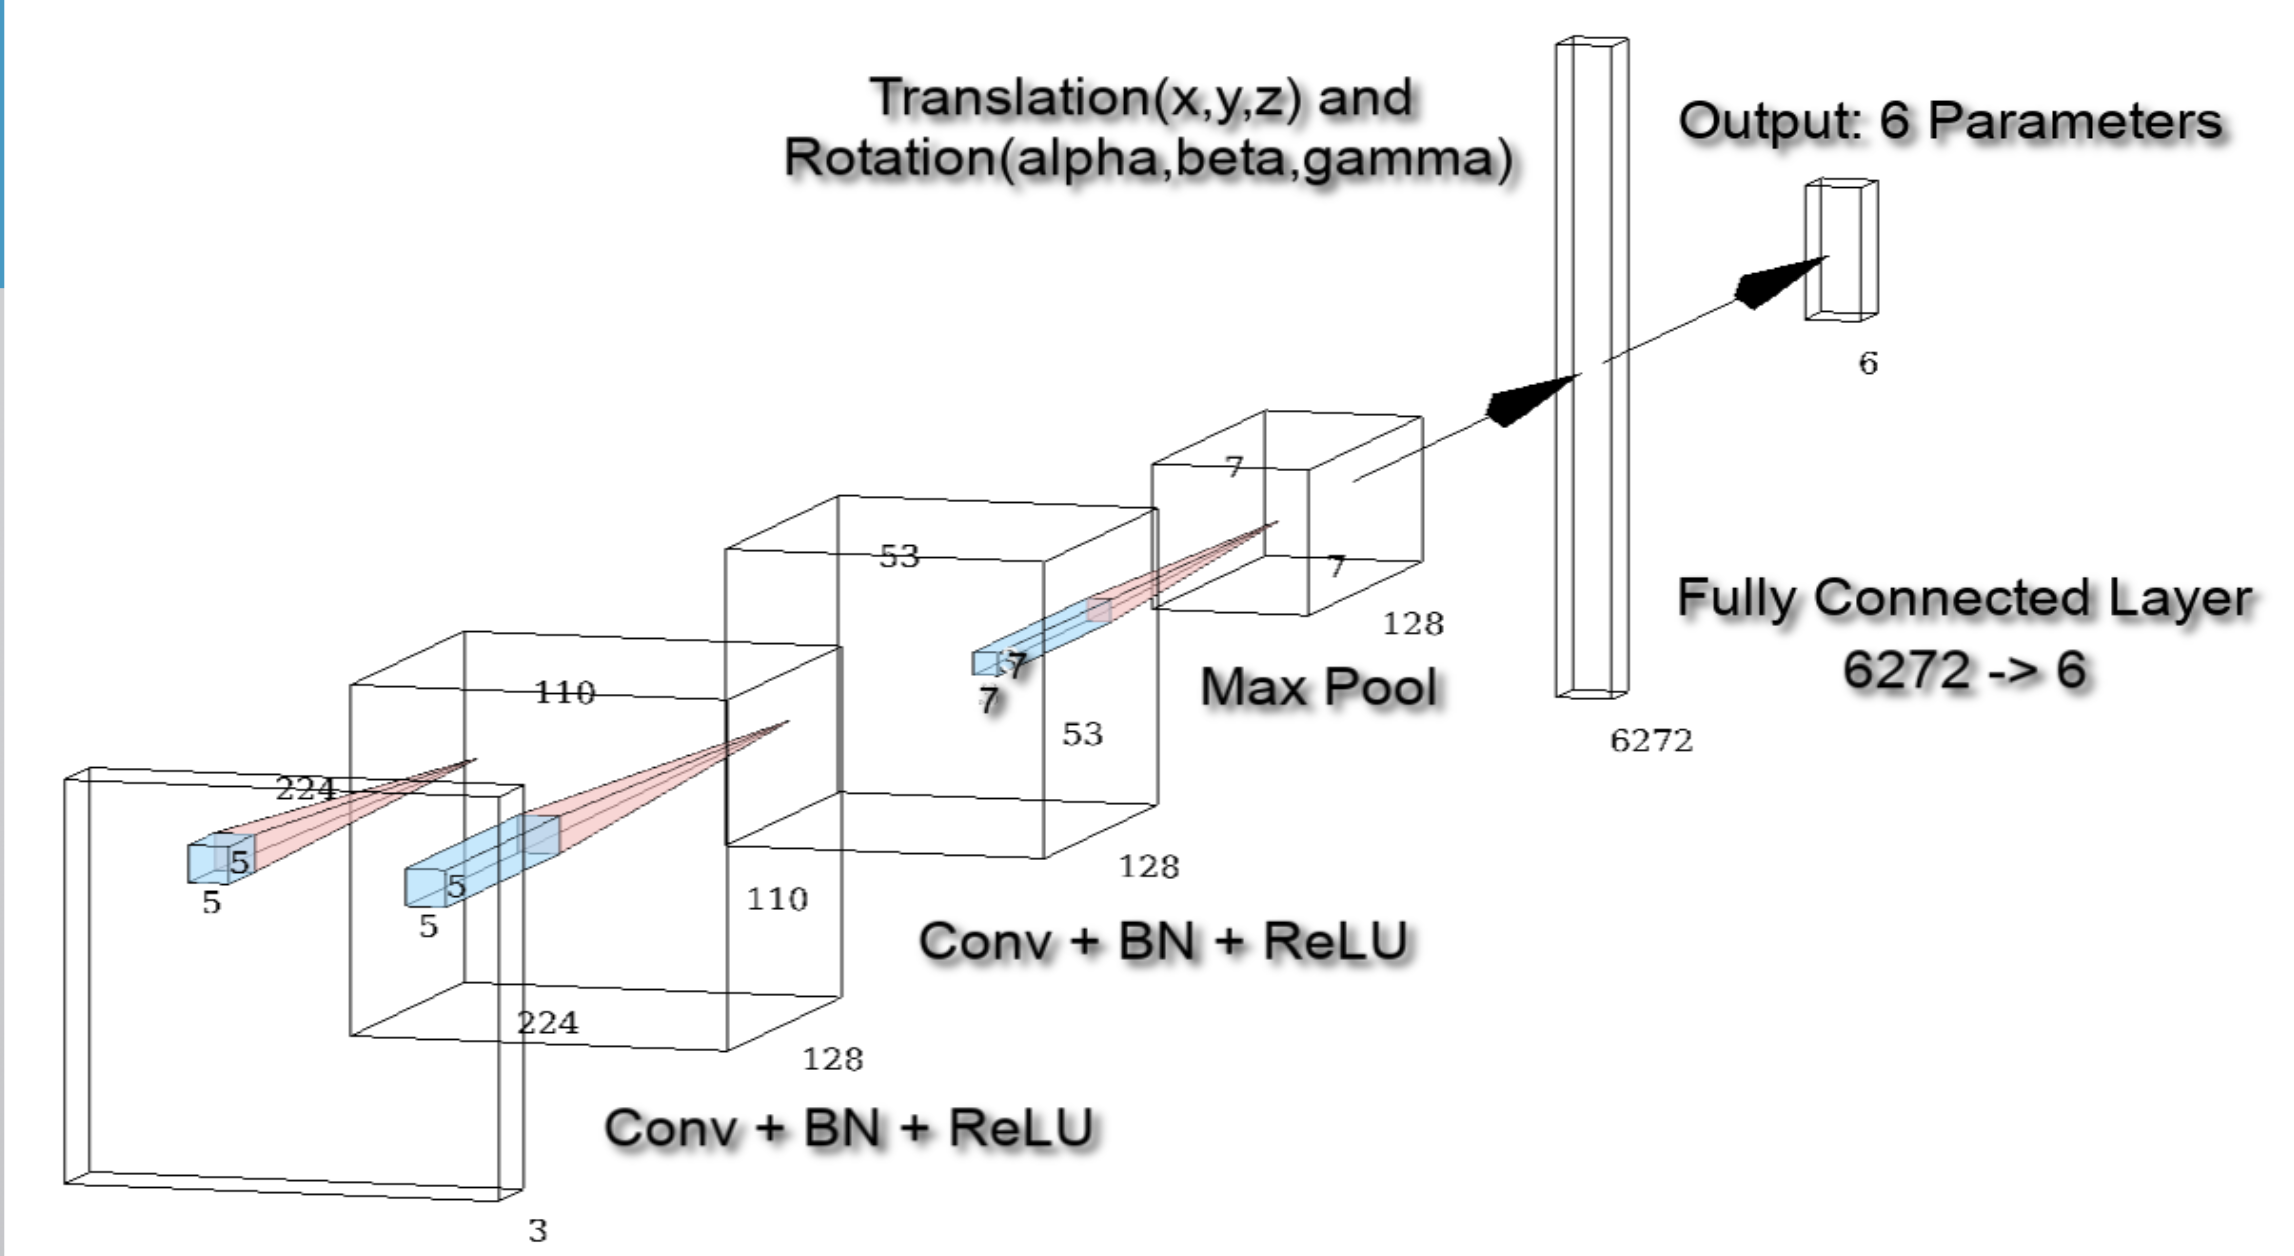 Translation(x,y,z) and
Rotation(alpha,beta,gamma)
Output: 6 Parameters
6
7
7
128
53
Fully Connected Layer
6272 -> 6
7
7
Max Pool
53
6272
110
224
5
5
5
5
110
128
Conv + BN + ReLU
224
128
Conv + BN + ReLU
3